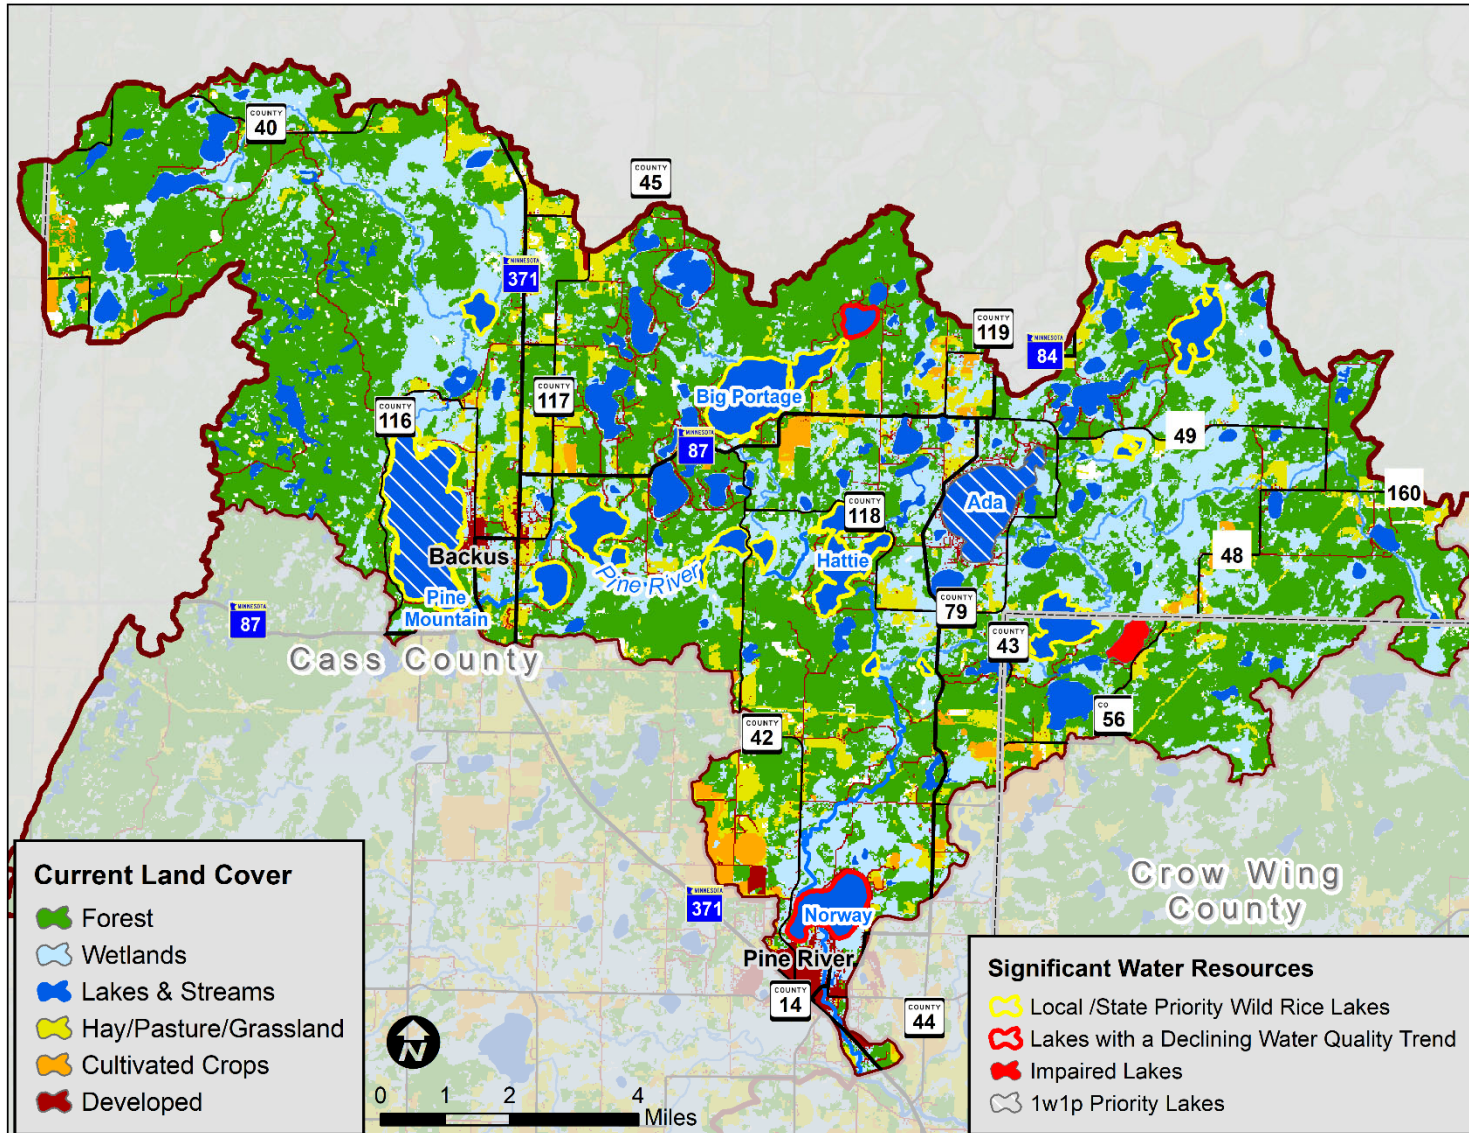 COUNTY
40
COUNTY
45
MINNESOTA
371
COUNTY
119
MINNESOTA
84
COUNTY
117
Big Portage
COUNTY
116
MINNESOTA
87
49
160
Ada
COUNTY
118
48
Backus
Hattie
Pine River
Pine
Mountain
COUNTY
79
MINNESOTA
87
COUNTY
43
Cass County
CO
56
COUNTY
42
Crow Wing
County
MINNESOTA
371
Norway
Pine River
COUNTY
14
COUNTY
44
N
0 1 2 4
Miles
Current Land Cover
Forest
Wetlands
Lakes & Streams
Hay/Pasture/Grassland
Cultivated Crops
Developed
Significant Water Resources
Local /State Priority Wild Rice Lakes
Lakes with a Declining Water Quality Trend
Impaired Lakes
1w1p Priority Lakes